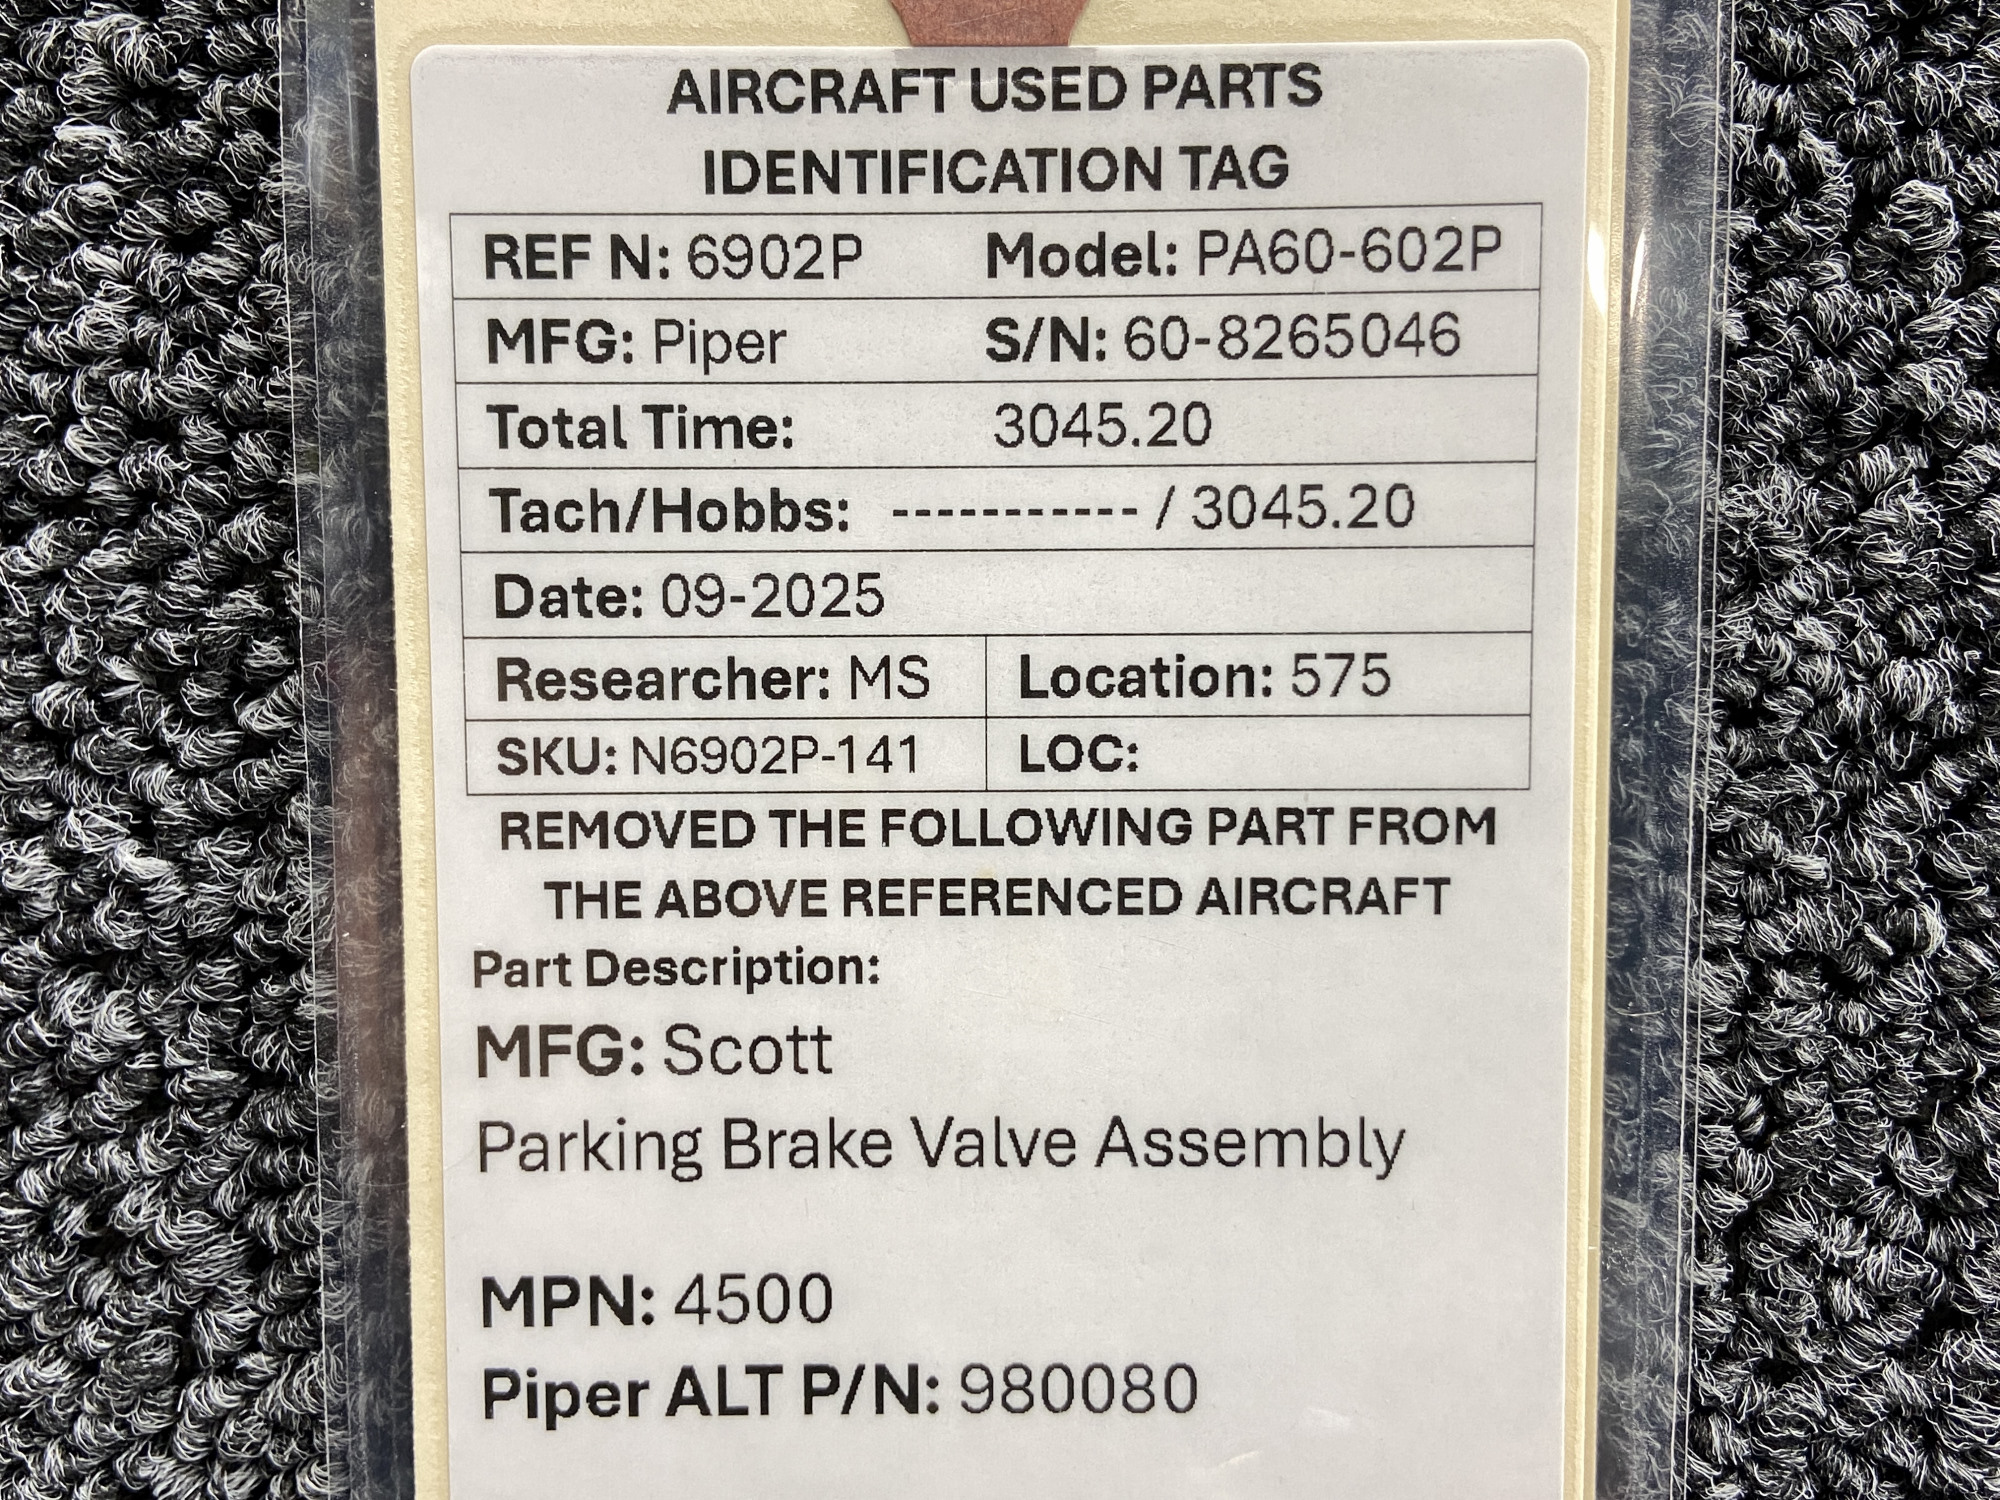 AIRCRAFT USED PARTS
IDENTIFICATION TAG
REF N: 6902P Model: PA60-602P
MFG: Piper S/N: 60-8265046
Total Time: 3045.20
Tach/Hobbs: ----------- / 3045.20
Date: 09-2025
Researcher: MS Location: 575
SKU: N6902P-141 LOC:
REMOVED THE FOLLOWING PART FROM
THE ABOVE REFERENCED AIRCRAFT
Part Description:
MFG: Scott
Parking Brake Valve Assembly
MPN: 4500
Piper ALT P/N: 980080